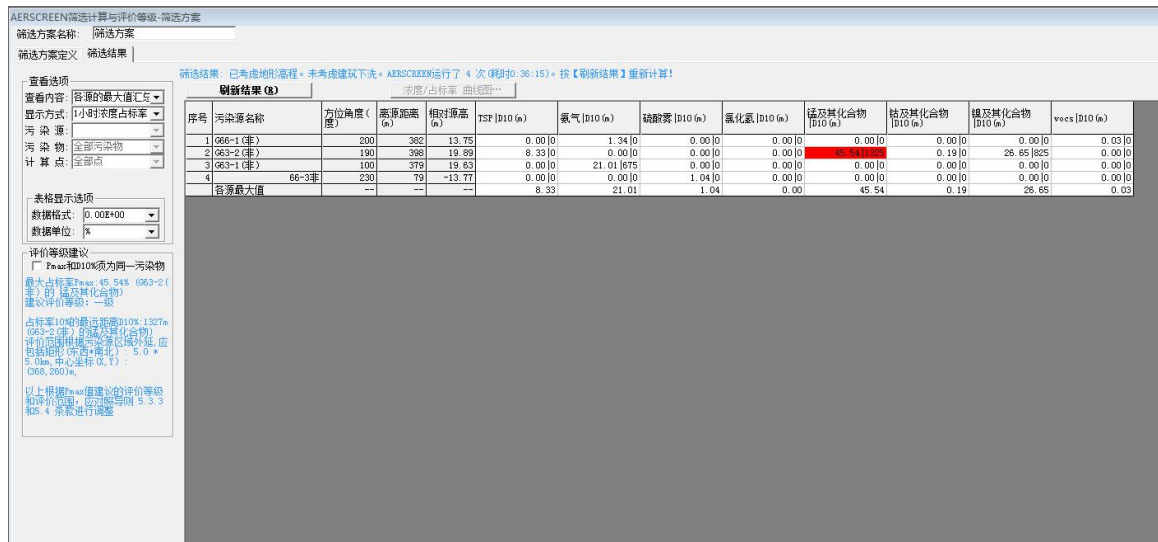 AERSCREEN筛选计算与评价等级-筛选方案
筛选方案名称: 筛选方案
筛选方案定义 筛选结果
筛选结果: 已考虑地形高程。未考虑建筑下洗。AERSCREEN运行了 4 次(耗时0:36:15)。按【刷新结果】重新计算!
查看选项
查看内容: 各源的最大值汇总
显示方式: 1小时浓度占标率
污 染 源:
污 染 物: 全部污染物
计 算 点: 全部点
表格显示选项
数据格式: 0.00E+00
数据单位: %
评价等级建议
Pmax和D10%须为同一污染物
最大占标率Pmax:45.54% (G63-2(
非)的 锰及其化合物)
建议评价等级: 一级
占标率10%的最远距离D10%:1327m
(G63-2(非)的锰及其化合物)
评价范围根据污染源区域外延,应
包括矩形(东西*南北): 5.0 *
5.0km,中心坐标(X,Y):
(368,260)m。
以上根据Pmax值建议的评价等级
和评价范围,应对照导则 5.3.3
和5.4 条款进行调整
刷新结果(R) 浓度/占标率 曲线图…
序号 污染源名称 方位角度(度) 离源距离(m) 相对源高(m) TSF|D10(m) 氨气|D10(m) 硫酸雾|D10(m) 氯化氢|D10(m) 锰及其化合物|D10(m) 钴及其化合物|D10(m) 镍及其化合物|D10(m) vocs|D10(m)
1 G66-1(非) 200 382 13.75 0.00|0 1.34|0 0.00|0 0.00|0 0.00|0 0.00|0 0.00|0 0.03|0
2 G63-2(非) 190 398 19.89 8.33|0 0.00|0 0.00|0 0.00|0 45.54|1325 0.19|0 26.65|825 0.00|0
3 G63-1(非) 100 379 19.63 0.00|0 21.01|675 0.00|0 0.00|0 0.00|0 0.00|0 0.00|0 0.00|0
4 66-3非 230 79 -13.77 0.00|0 0.00|0 1.04|0 0.00|0 0.00|0 0.00|0 0.00|0 0.00|0
各源最大值 -- -- -- 8.33 21.01 1.04 0.00 45.54 0.19 26.65 0.03